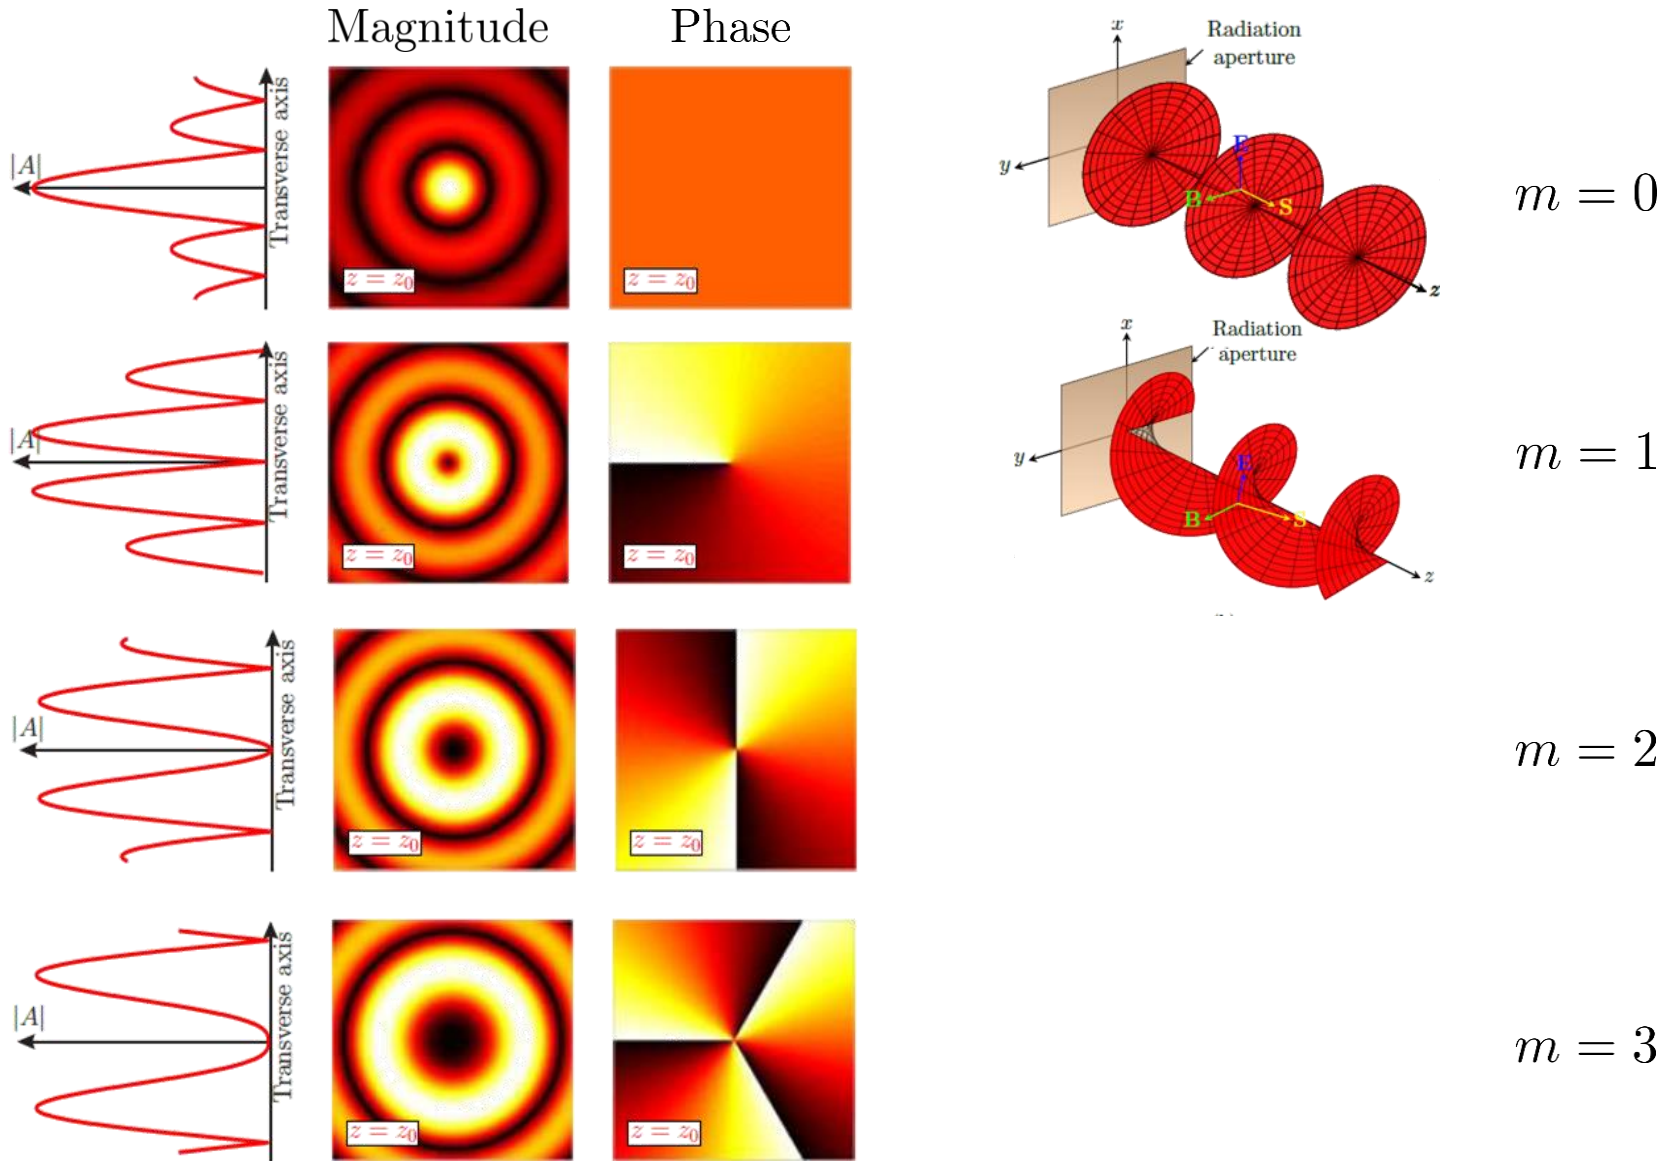 Magnitude Phase
x
Radiation
aperture
|A|
Transverse axis
z = z₀
z = z₀
y
E
B
S
z
m = 0
x
Radiation
aperture
|A|
Transverse axis
z = z₀
z = z₀
y
E
B
S
z
m = 1
|A|
Transverse axis
z = z₀
z = z₀
m = 2
|A|
Transverse axis
z = z₀
z = z₀
m = 3